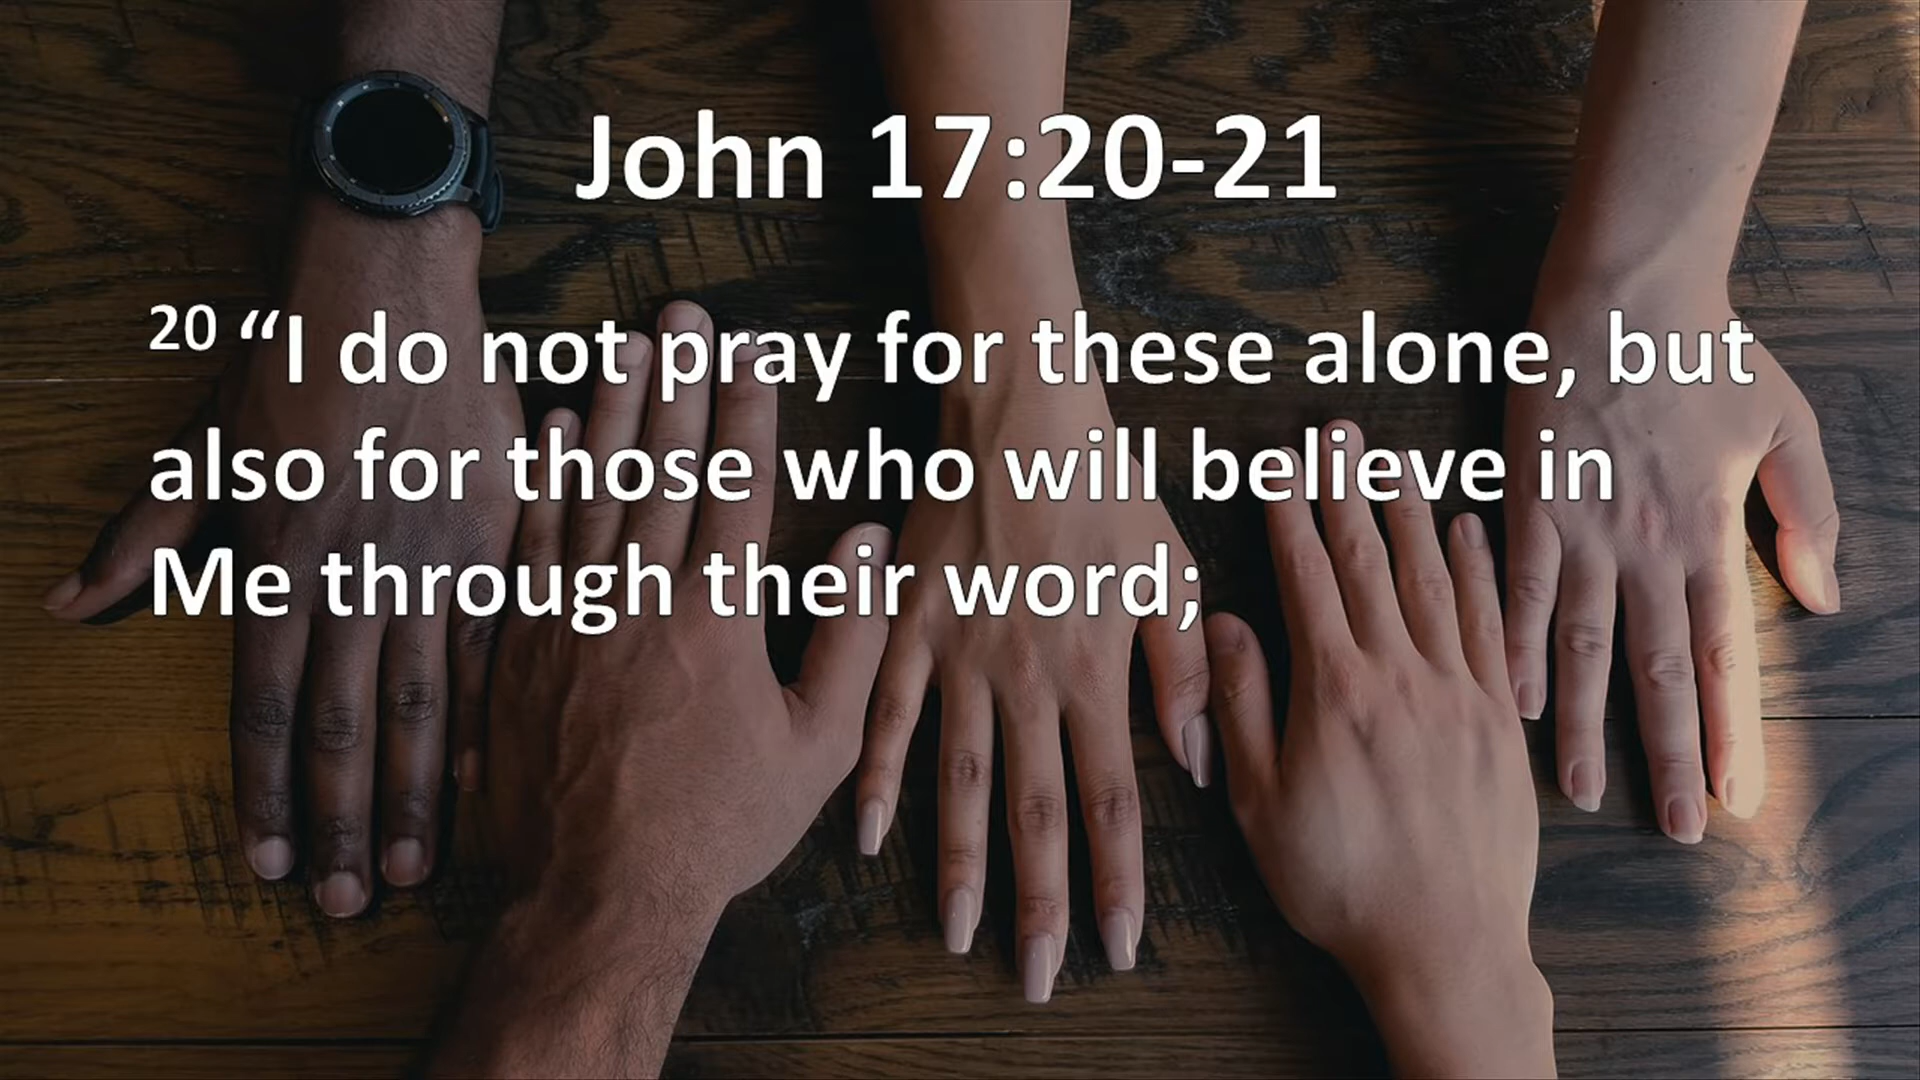 John 17:20-21
20 “I do not pray for these alone, but
also for those who will believe in
Me through their word;